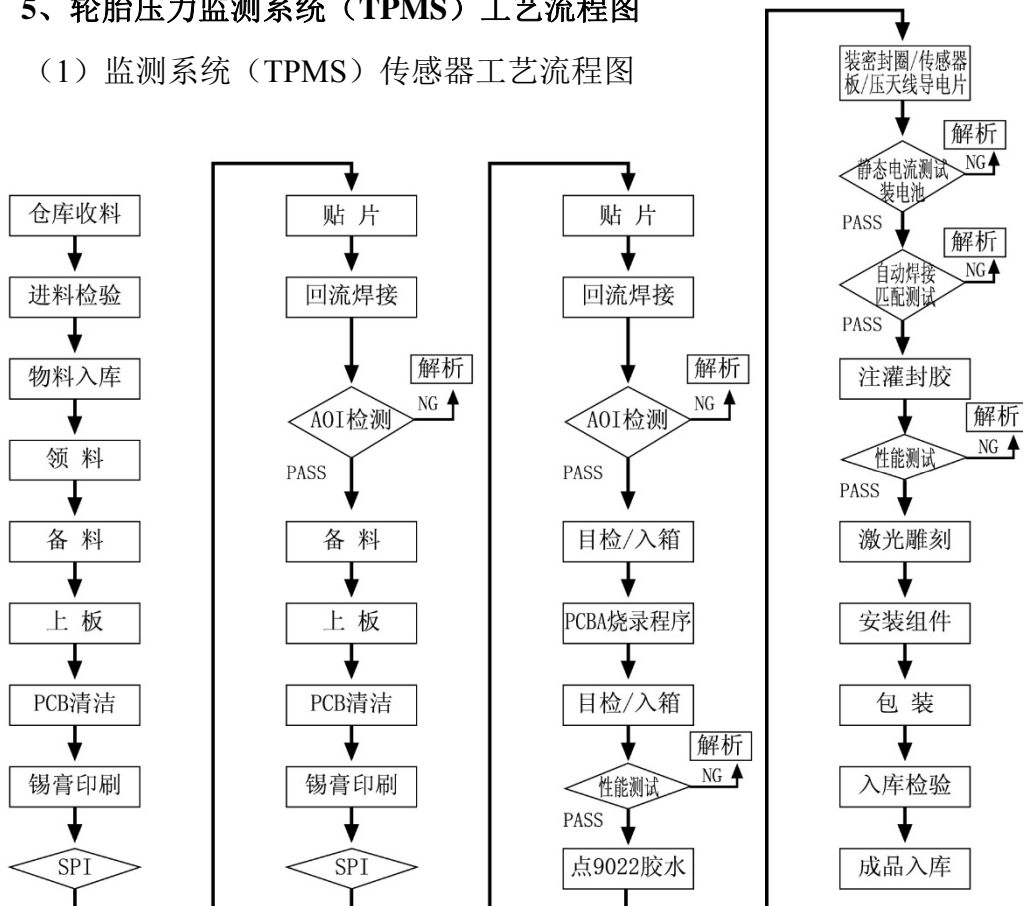 5、轮胎压力监测系统（TPMS）工艺流程图
（1）监测系统（TPMS）传感器工艺流程图
仓库收料
进料检验
物料入库
领 料
备 料
上 板
PCB清洁
锡膏印刷
SPI
贴 片
回流焊接
解析
NG
AOI检测
PASS
备 料
上 板
PCB清洁
锡膏印刷
SPI
贴 片
回流焊接
解析
NG
AOI检测
PASS
目检/入箱
PCBA烧录程序
目检/入箱
解析
NG
性能测试
PASS
点9022胶水
装密封圈/传感器
板/压天线导电片
解析
NG
静态电流测试
装电池
PASS
解析
NG
自动焊接
匹配测试
PASS
注灌封胶
解析
NG
性能测试
PASS
激光雕刻
安装组件
包 装
入库检验
成品入库